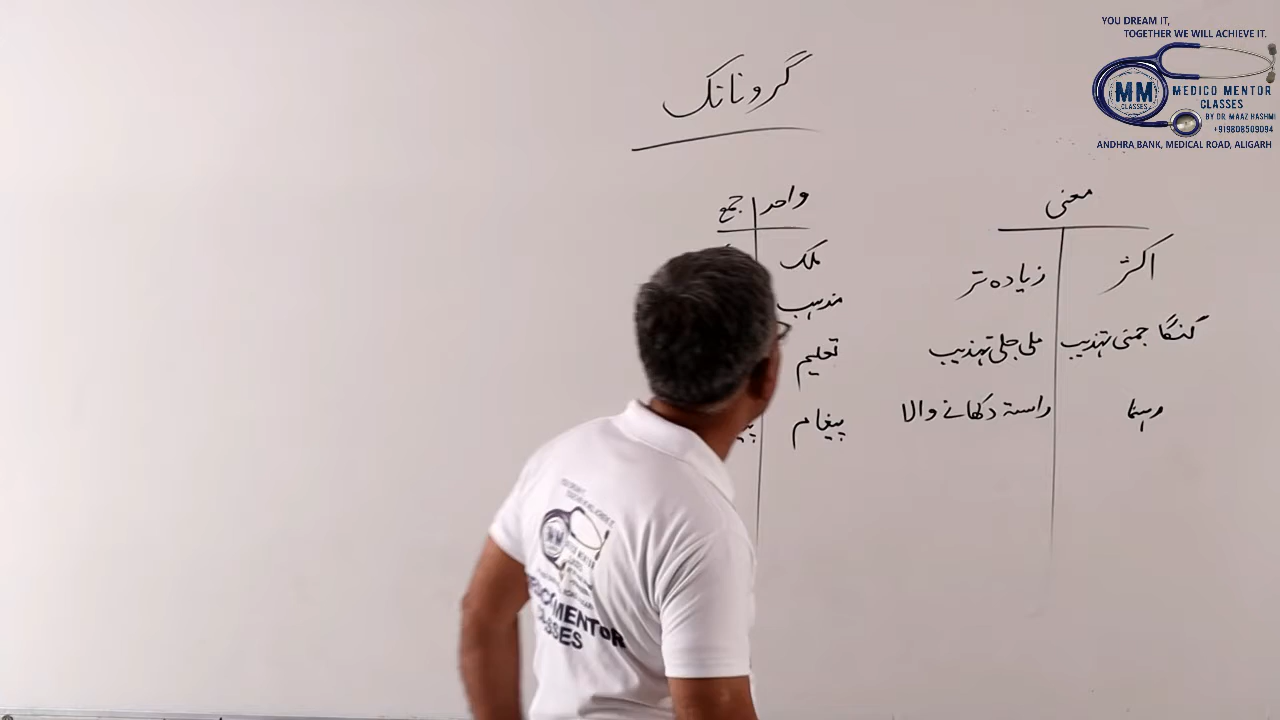 گرونانک
معنی
اکثر زیادہ تر
گنگا جمنی تہذیب ملی جلی تہذیب
رہنما راستہ دکھانے والا
واحد جمع
ملک
مذہب
تعلیم
پیغام
YOU DREAM IT,
TOGETHER WE WILL ACHIEVE IT.
MM
CLASSES
MEDICO MENTOR
CLASSES
BY DR. MAAZ HASHMI
+919808509094
ANDHRA BANK, MEDICAL ROAD, ALIGARH
MM
MENTOR